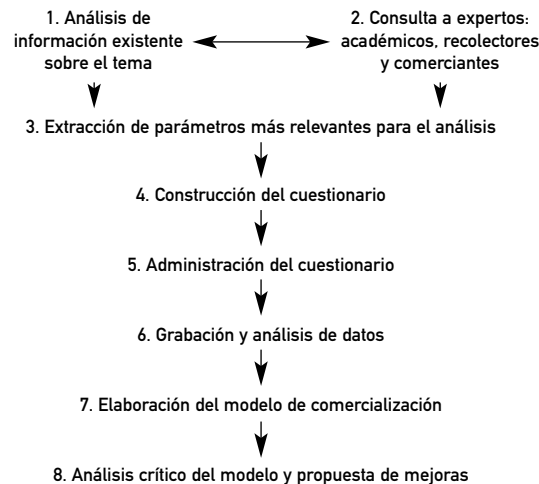 1. Análisis de
información existente
sobre el tema
2. Consulta a expertos:
académicos, recolectores
y comerciantes
3. Extracción de parámetros más relevantes para el análisis
4. Construcción del cuestionario
5. Administración del cuestionario
6. Grabación y análisis de datos
7. Elaboración del modelo de comercialización
8. Análisis crítico del modelo y propuesta de mejoras